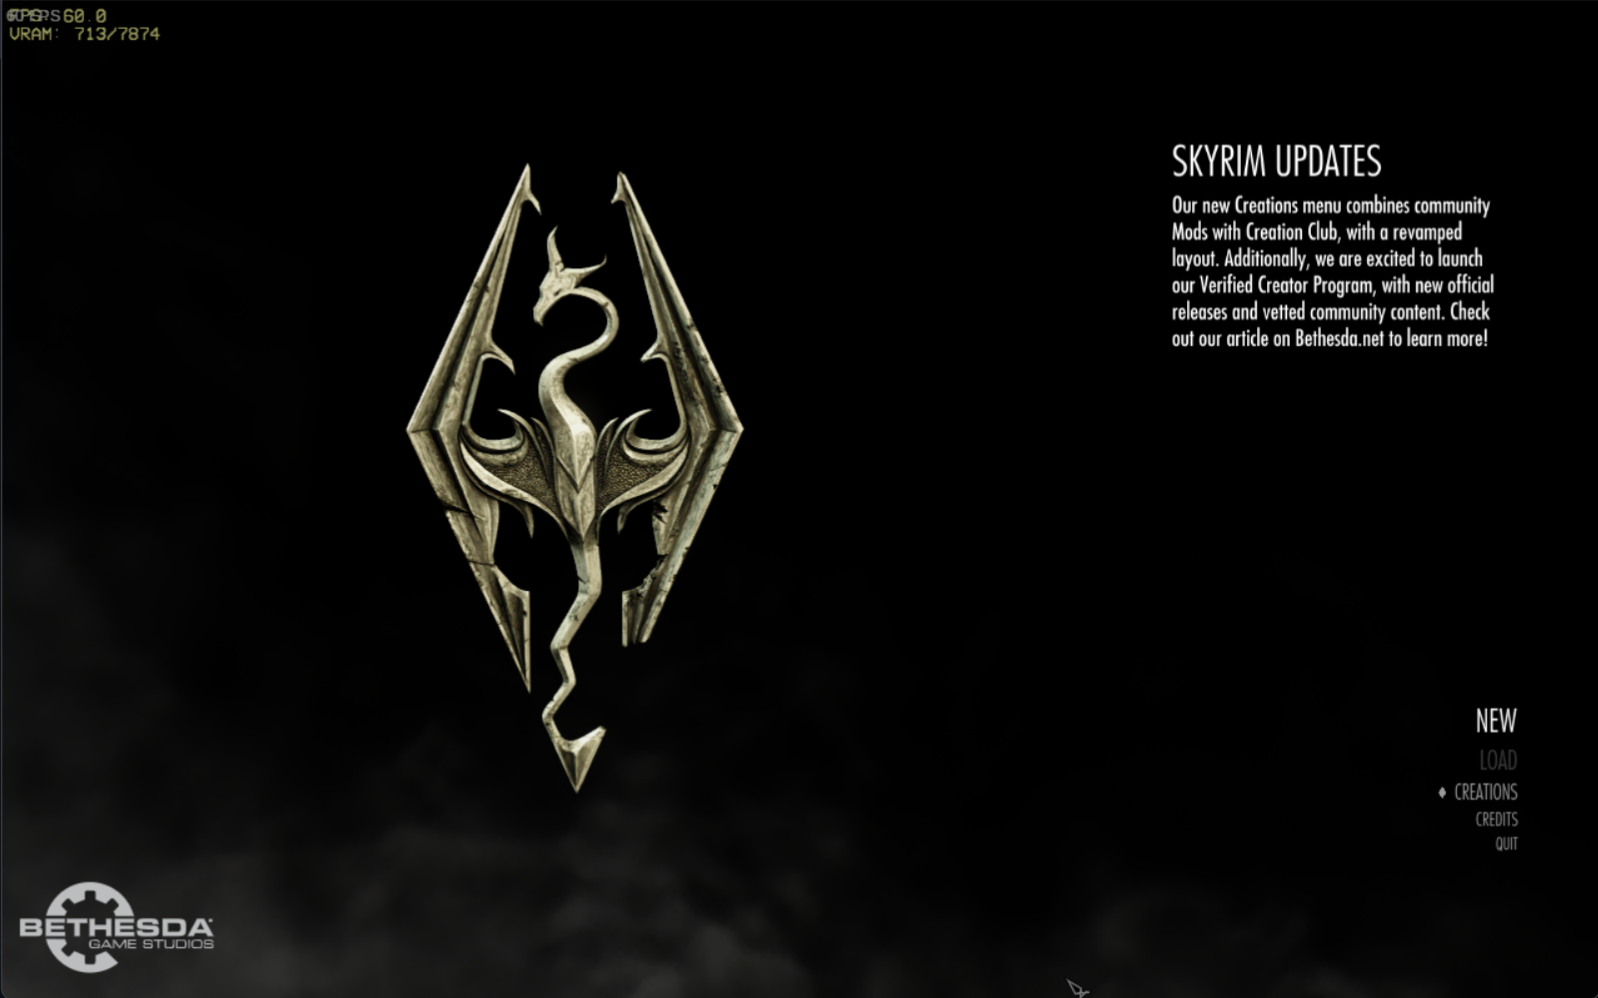 FPS: 60.0
VRAM: 713/7874
SKYRIM UPDATES
Our new Creations menu combines community
Mods with Creation Club, with a revamped
layout. Additionally, we are excited to launch
our Verified Creator Program, with new official
releases and vetted community content. Check
out our article on Bethesda.net to learn more!
NEW
LOAD
CREATIONS
CREDITS
QUIT
BETHESDA
GAME STUDIOS